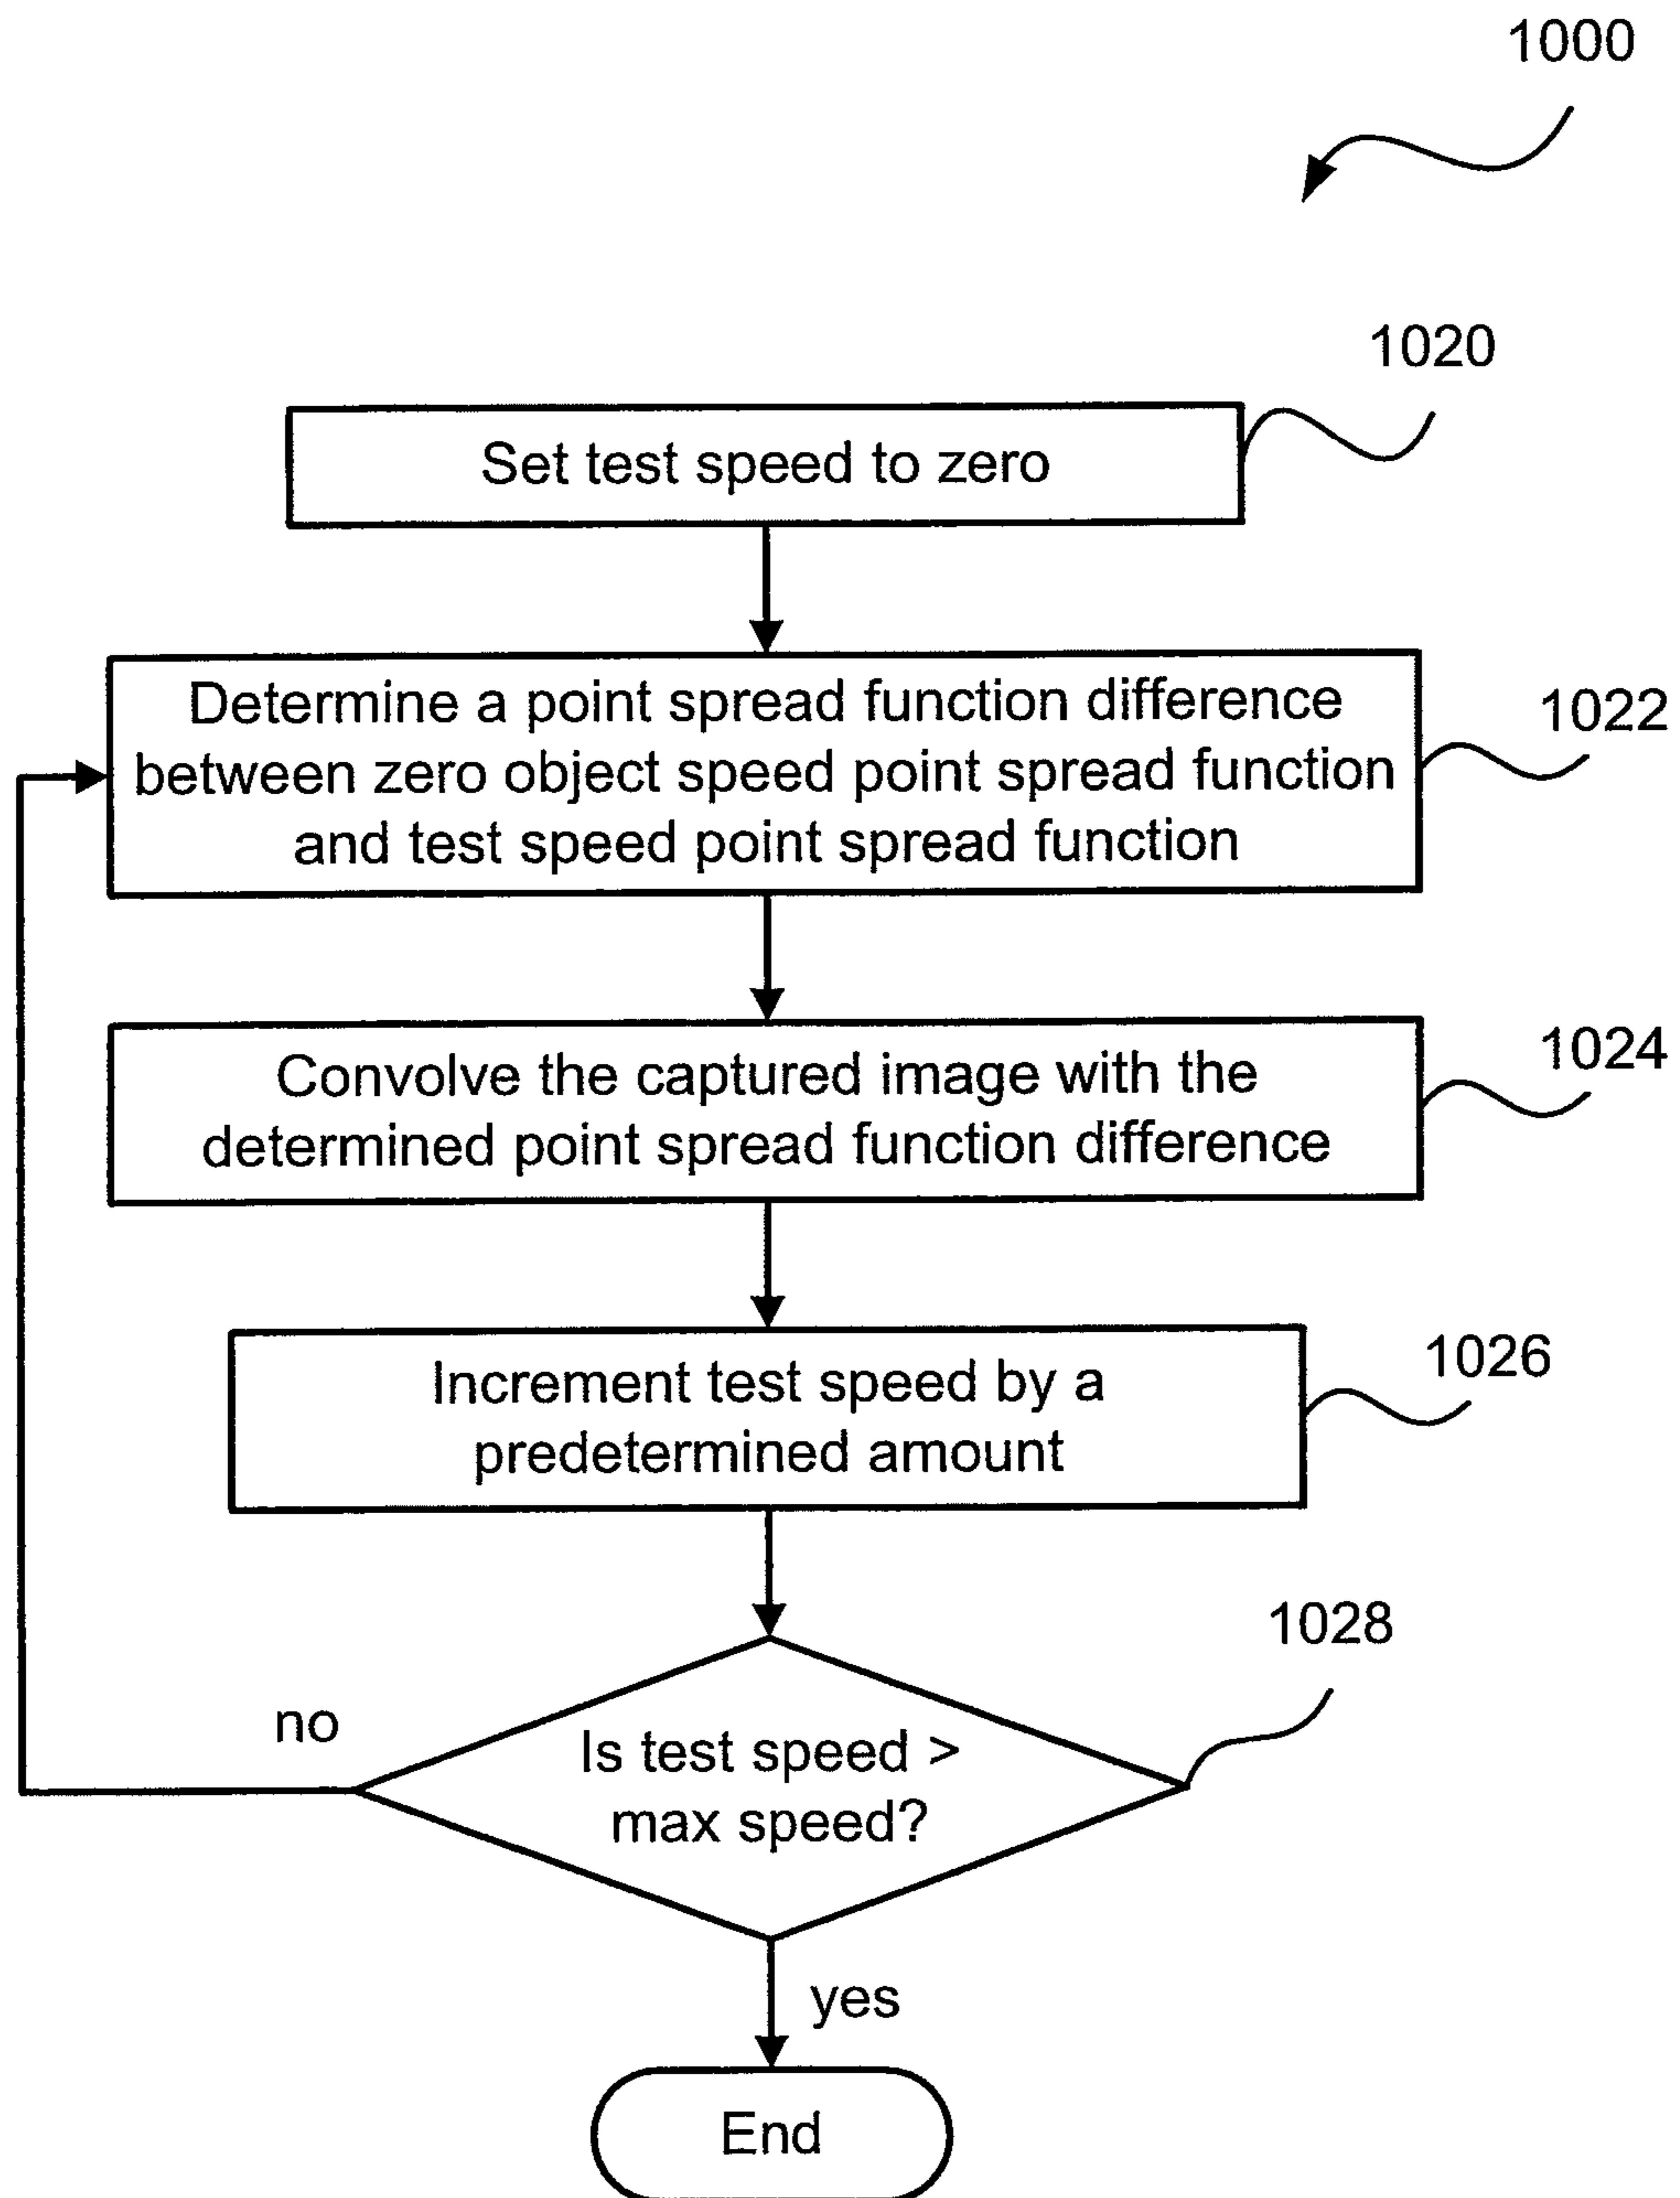 1000
1020
Set test speed to zero
Determine a point spread function difference
between zero object speed point spread function
and test speed point spread function
1022
Convolve the captured image with the
determined point spread function difference
1024
Increment test speed by a
predetermined amount
1026
1028
no
Is test speed >
max speed?
yes
End